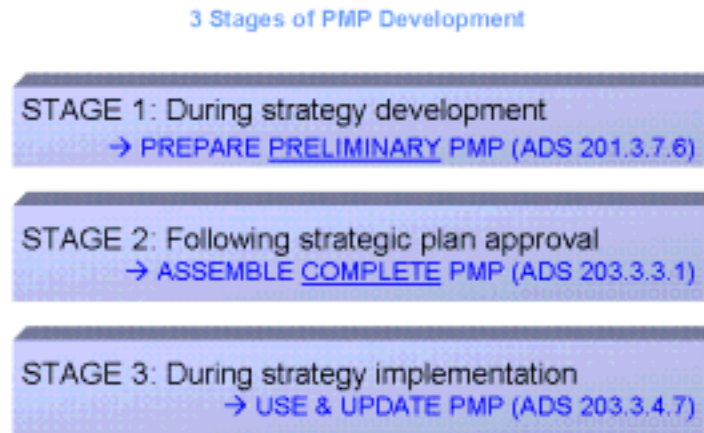 3 Stages of PMP Development
STAGE 1: During strategy development
→ PREPARE PRELIMINARY PMP (ADS 201.3.7.6)
STAGE 2: Following strategic plan approval
→ ASSEMBLE COMPLETE PMP (ADS 203.3.3.1)
STAGE 3: During strategy implementation
→ USE & UPDATE PMP (ADS 203.3.4.7)